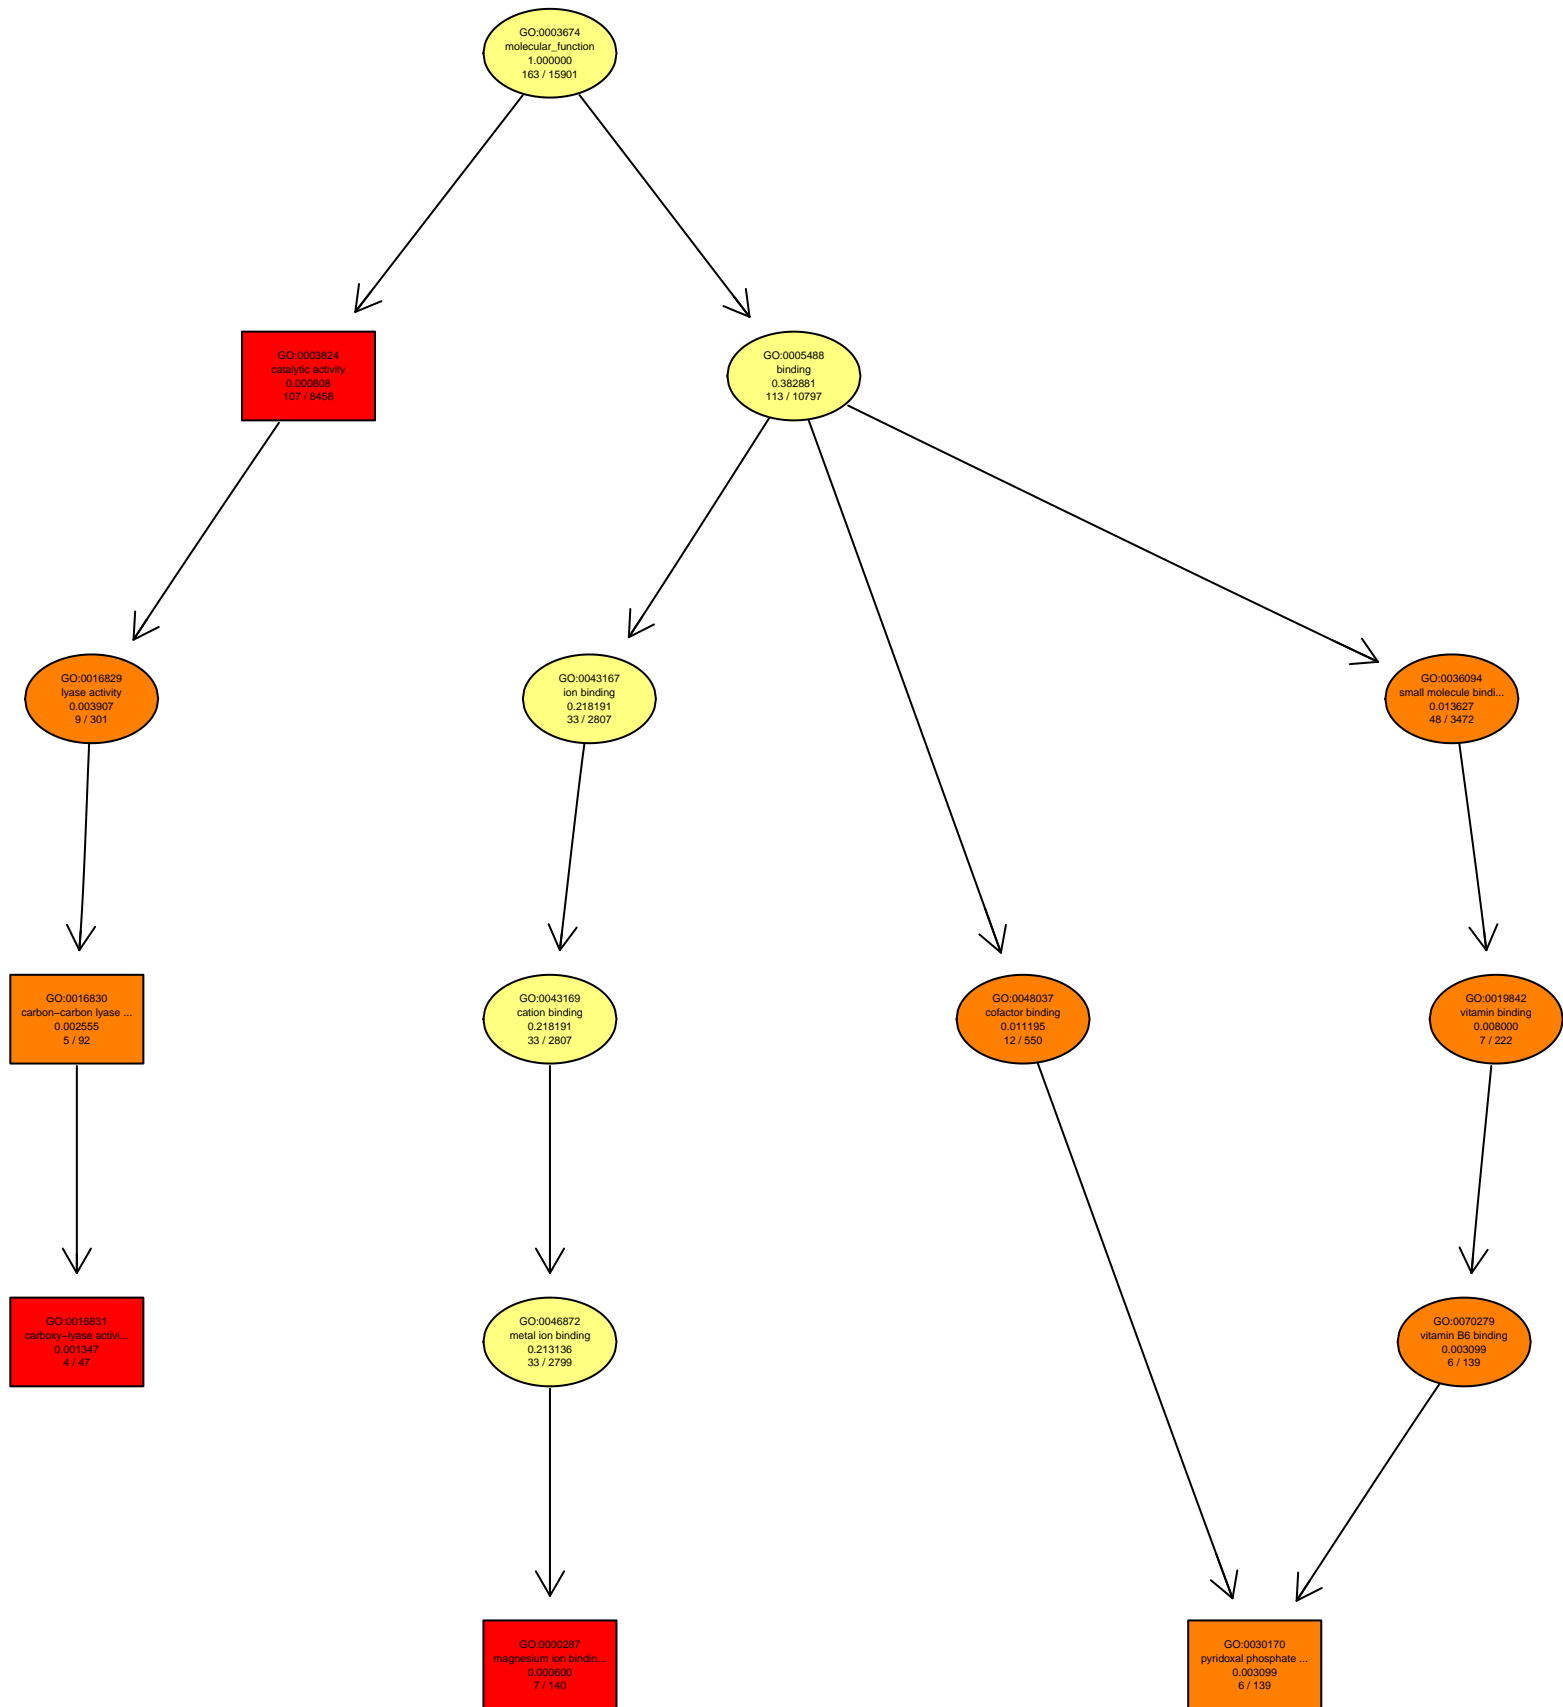 GO:0003674
molecular_function
1.000000
163 / 15901
GO:0003824
catalytic activity
0.000808
107 / 8458
GO:0005488
binding
0.382881
113 / 10797
GO:0016829
lyase activity
0.003907
9 / 301
GO:0043167
ion binding
0.218191
33 / 2807
GO:0036094
small molecule bindi...
0.013627
48 / 3472
GO:0016830
carbon−carbon lyase ...
0.002555
5 / 92
GO:0043169
cation binding
0.218191
33 / 2807
GO:0048037
cofactor binding
0.011195
12 / 550
GO:0019842
vitamin binding
0.008000
7 / 222
GO:0016831
carboxy−lyase activi...
0.001347
4 / 47
GO:0046872
metal ion binding
0.213136
33 / 2799
GO:0070279
vitamin B6 binding
0.003099
6 / 139
GO:0000287
magnesium ion bindin...
0.000600
7 / 140
GO:0030170
pyridoxal phosphate ...
0.003099
6 / 139